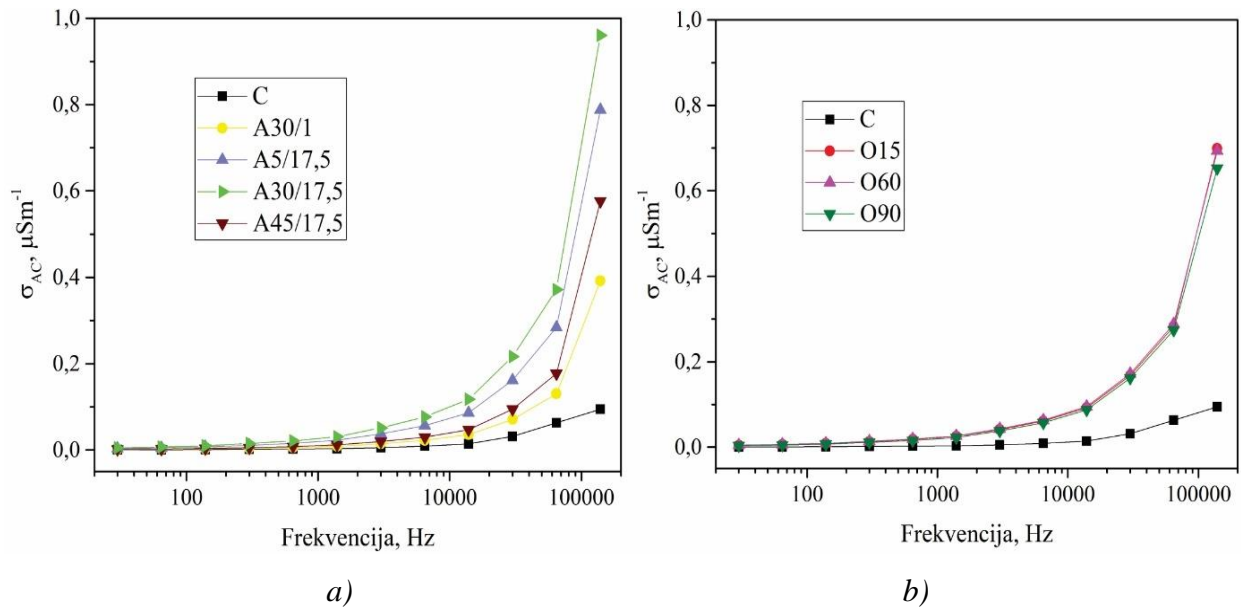 1,0
0,8
0,6
0,4
0,2
0,0
σAC, μSm-1
C
A30/1
A5/17,5
A30/17,5
A45/17,5
100 1000 10000 100000
Frekvencija, Hz
a)
1,0
0,8
0,6
0,4
0,2
0,0
σAC, μSm-1
C
O15
O60
O90
100 1000 10000 100000
Frekvencija, Hz
b)